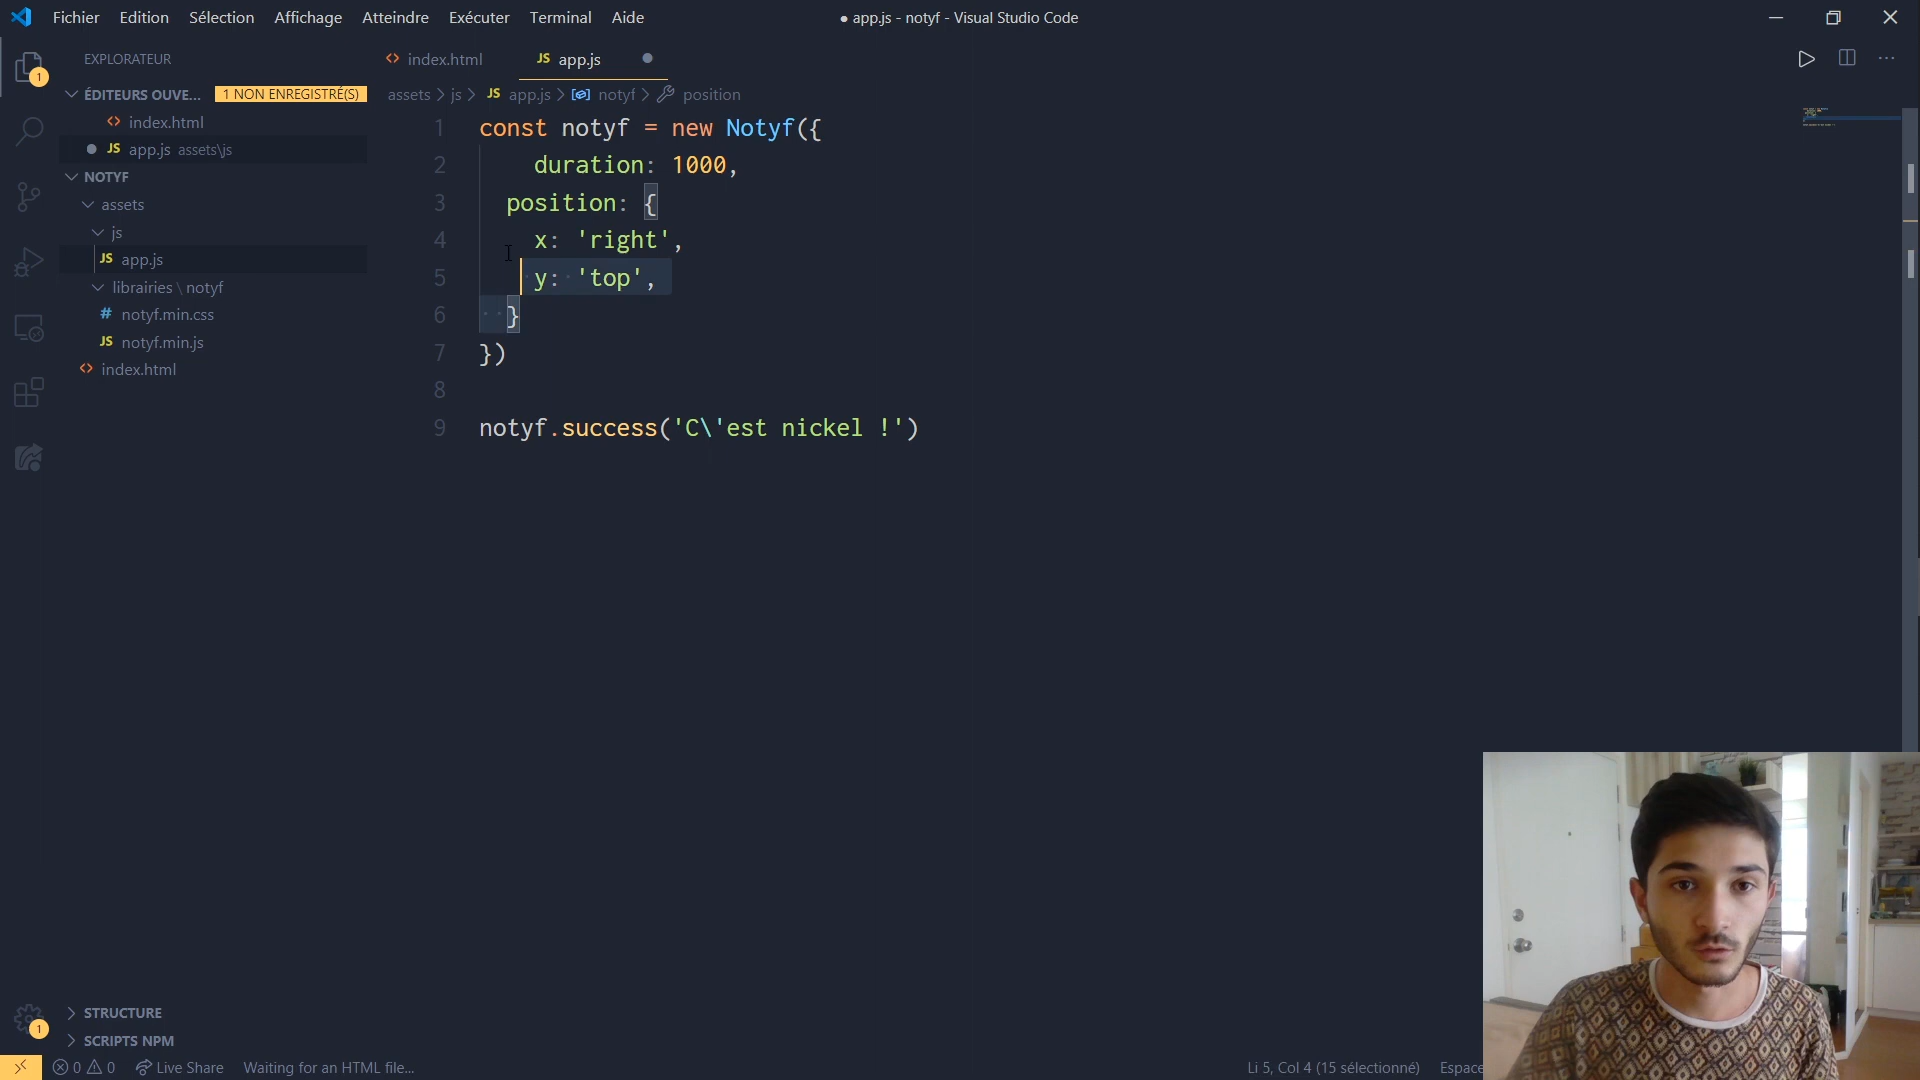 Fichier Edition Sélection Affichage Atteindre Exécuter Terminal Aide
● app.js - notyf - Visual Studio Code
EXPLORATEUR
index.html
JS app.js
ÉDITEURS OUVE... 1 NON ENREGISTRÉ(S)
assets > js > JS app.js > notyf > position
index.html
JS app.js assets\js
NOTYF
assets
js
JS app.js
librairies \ notyf
# notyf.min.css
JS notyf.min.js
index.html
1 const notyf = new Notyf({
2 duration: 1000,
3 position: {
4 x: 'right',
5 y: 'top',
6 }
7 })
8
9 notyf.success('C\'est nickel !')
1
1
STRUCTURE
SCRIPTS NPM
0 0 Live Share Waiting for an HTML file...
Li 5, Col 4 (15 sélectionné) Espace